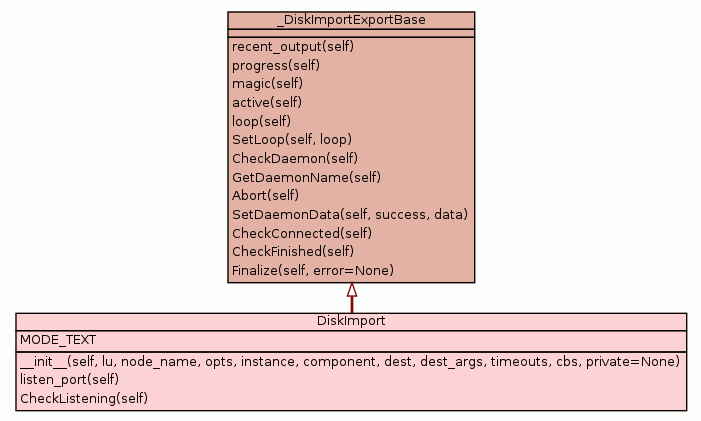 _DiskImportExportBase
recent_output(self)
progress(self)
magic(self)
active(self)
loop(self)
SetLoop(self, loop)
CheckDaemon(self)
GetDaemonName(self)
Abort(self)
SetDaemonData(self, success, data)
CheckConnected(self)
CheckFinished(self)
Finalize(self, error=None)
DiskImport
MODE_TEXT
__init__(self, lu, node_name, opts, instance, component, dest, dest_args, timeouts, cbs, private=None)
listen_port(self)
CheckListening(self)